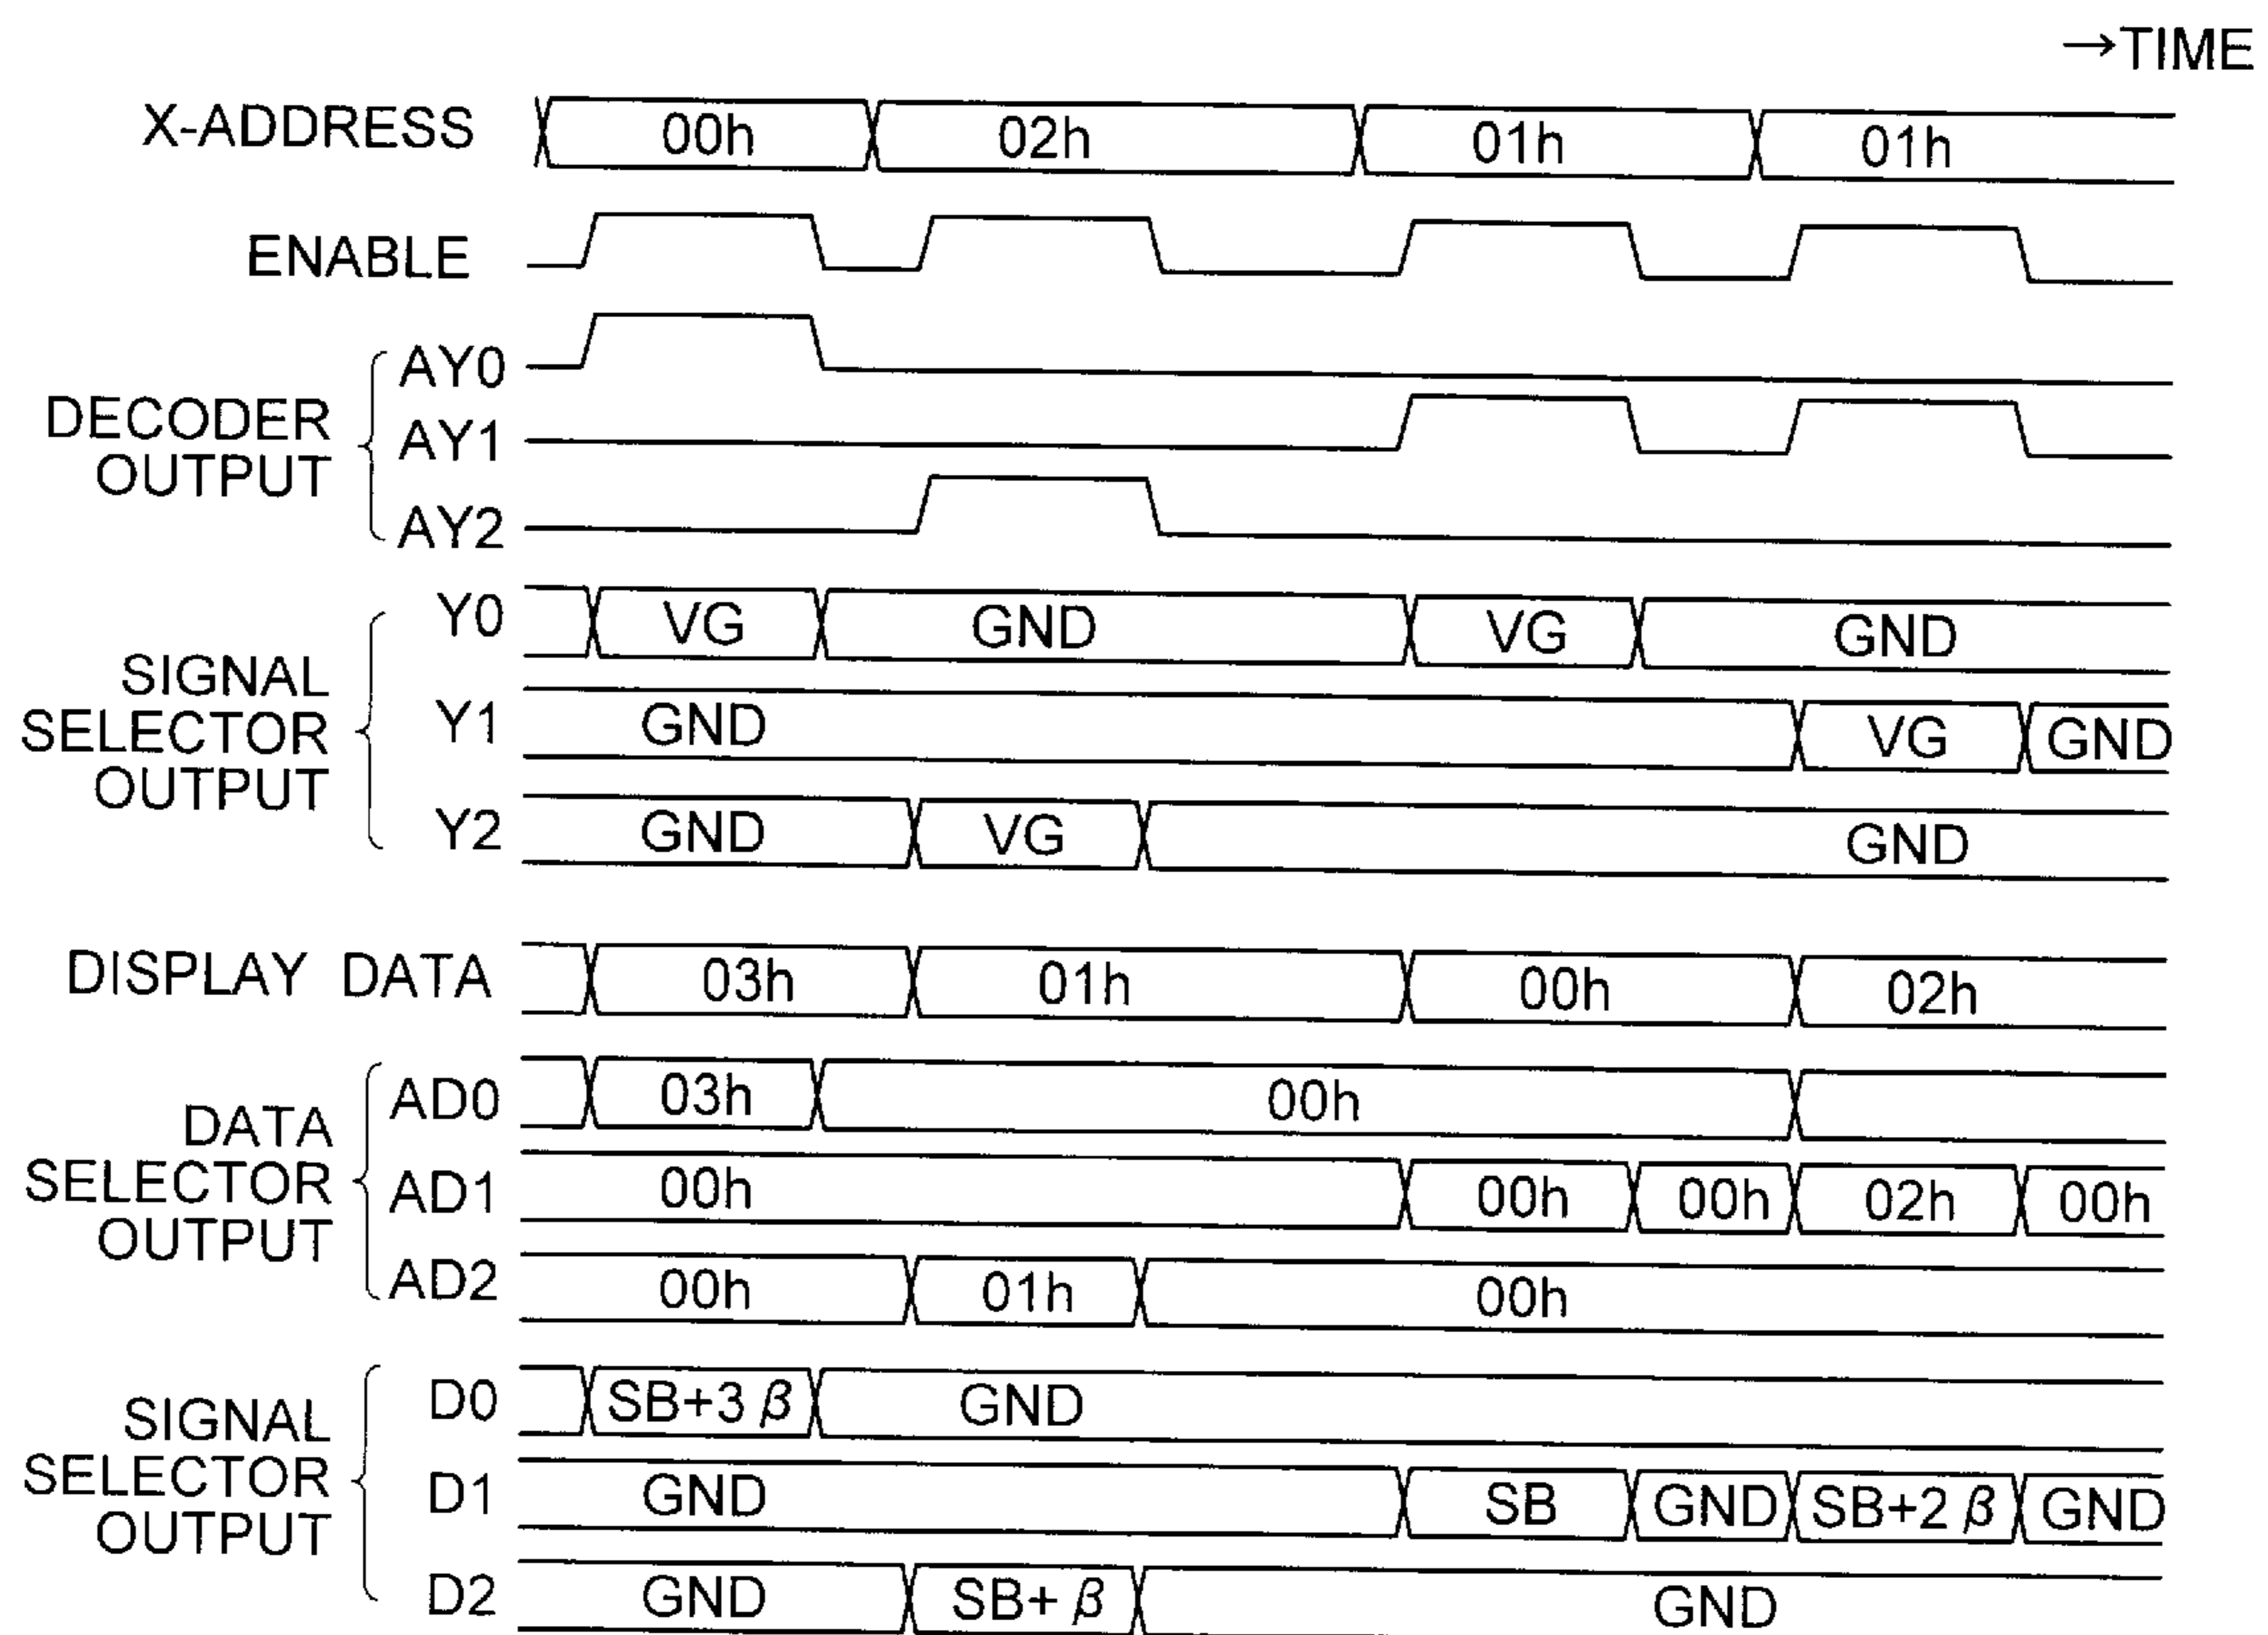 →TIME
X-ADDRESS 00h 02h 01h 01h
ENABLE
DECODER OUTPUT
AY0
AY1
AY2
SIGNAL SELECTOR OUTPUT
Y0 VG GND VG GND
Y1 GND VG GND
Y2 GND VG GND
DISPLAY DATA 03h 01h 00h 02h
DATA SELECTOR OUTPUT
AD0 03h 00h
AD1 00h 00h 00h 02h 00h
AD2 00h 01h 00h
SIGNAL SELECTOR OUTPUT
D0 SB+3β GND
D1 GND SB GND SB+2β GND
D2 GND SB+β GND